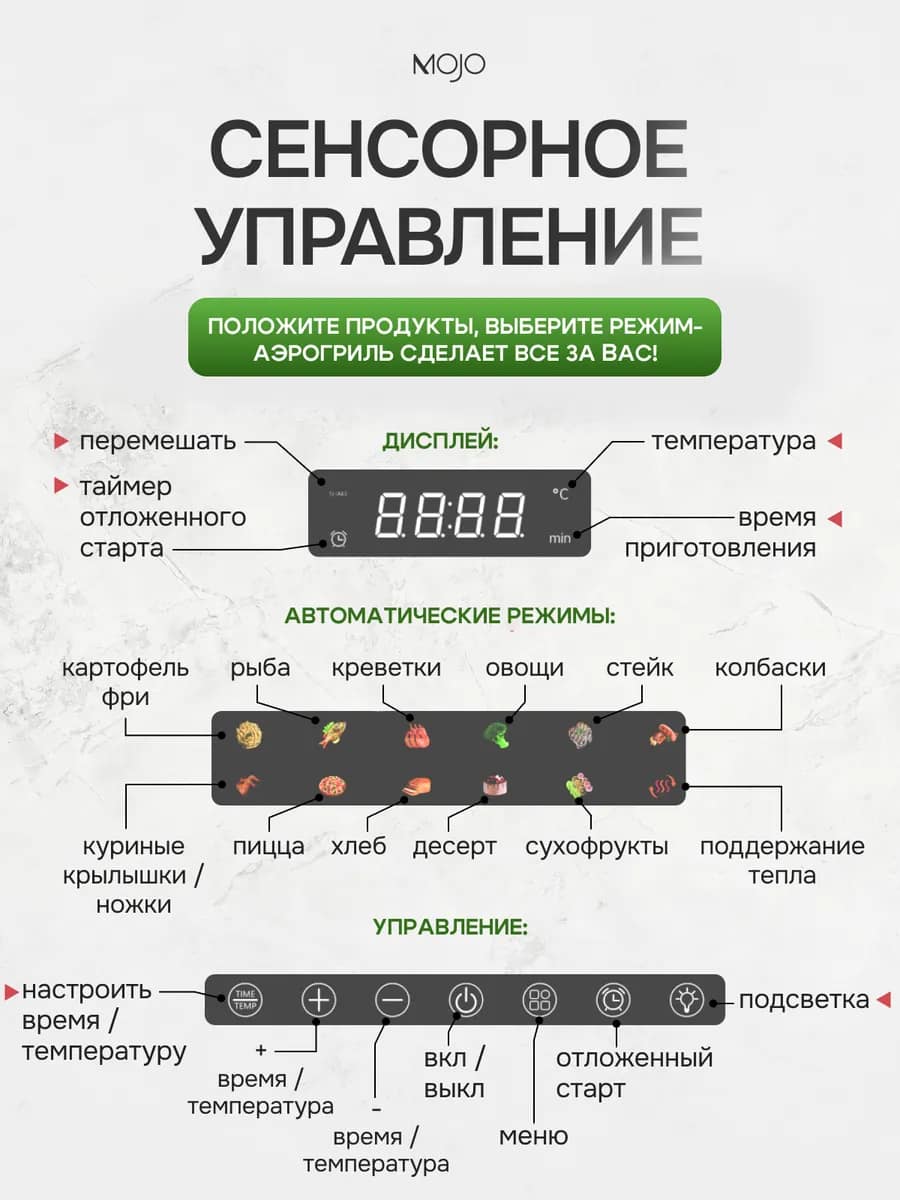 MOJO
СЕНСОРНОЕ
УПРАВЛЕНИЕ
ПОЛОЖИТЕ ПРОДУКТЫ, ВЫБЕРИТЕ РЕЖИМ-
АЭРОГРИЛЬ СДЕЛАЕТ ВСЕ ЗА ВАС!
ДИСПЛЕЙ:
перемешать
таймер
отложенного
старта
88:88
°C
min
температура
время
приготовления
АВТОМАТИЧЕСКИЕ РЕЖИМЫ:
картофель
фри
рыба
креветки
овощи
стейк
колбаски
куриные
крылышки /
ножки
пицца
хлеб
десерт
сухофрукты
поддержание
тепла
УПРАВЛЕНИЕ:
настроить
время /
температуру
TIME
TEMP
подсветка
+
время /
температура
-
время /
температура
вкл /
выкл
меню
отложенный
старт